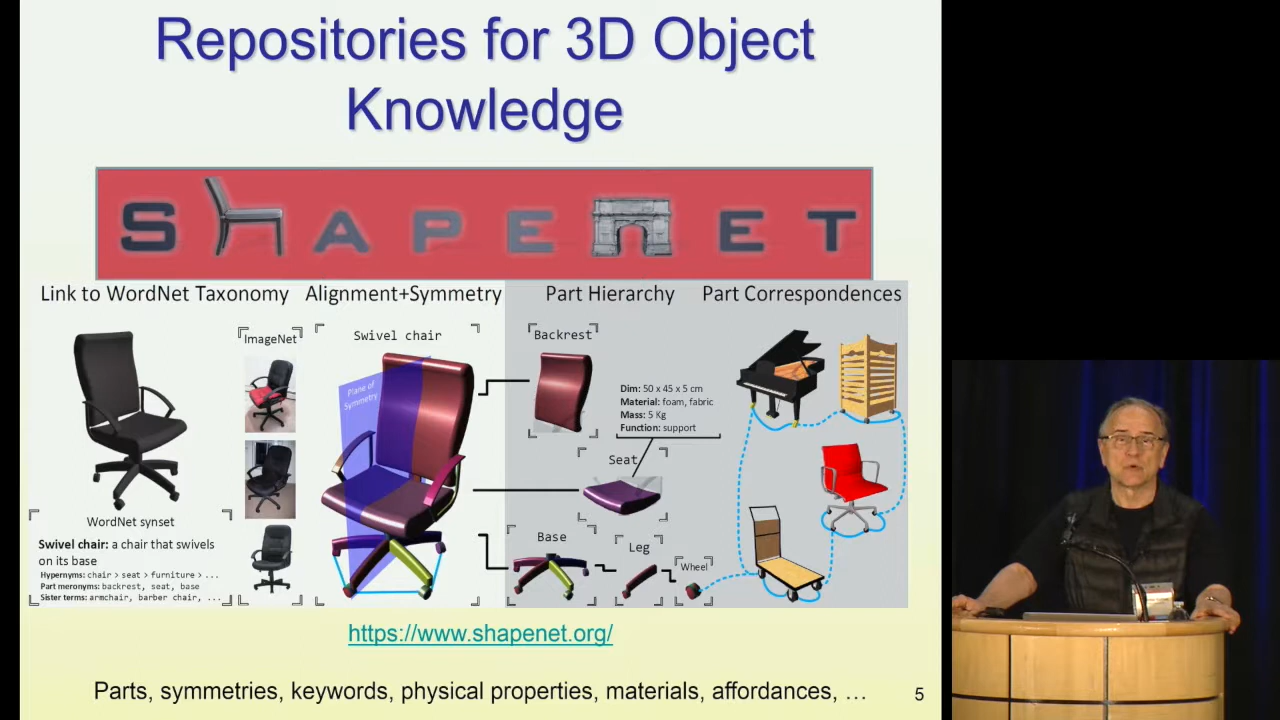 Repositories for 3D Object
Knowledge
SHAPENET
Link to WordNet Taxonomy
Alignment+Symmetry
Part Hierarchy
Part Correspondences
ImageNet
Swivel chair
Plane of
Symmetry
Backrest
Dim: 50 x 45 x 5 cm
Material: foam, fabric
Mass: 5 Kg
Function: support
Seat
Base
Leg
Wheel
WordNet synset
Swivel chair: a chair that swivels
on its base
Hypernyms: chair > seat > furniture > ...
Part meronyms: backrest, seat, base
Sister terms: armchair, barber chair, ...
https://www.shapenet.org/
Parts, symmetries, keywords, physical properties, materials, affordances, …
5